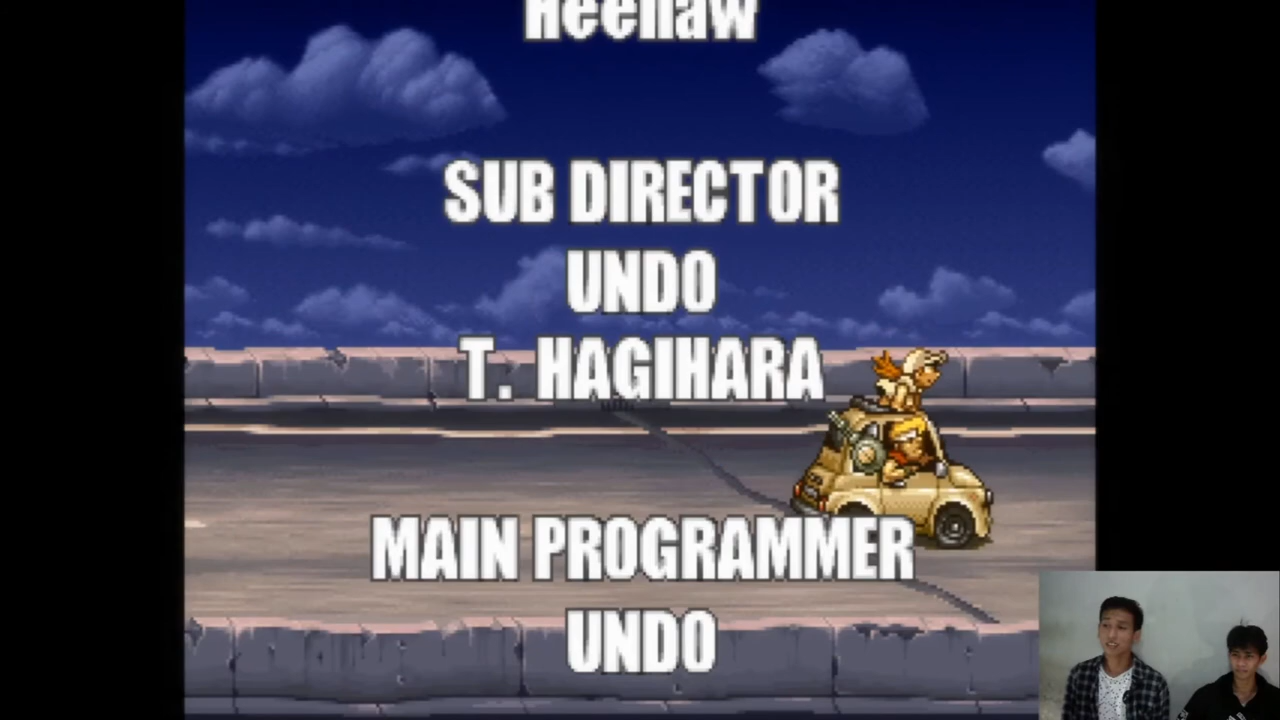 SUB DIRECTOR
UNDO
T. HAGIHARA
MAIN PROGRAMMER
UNDO